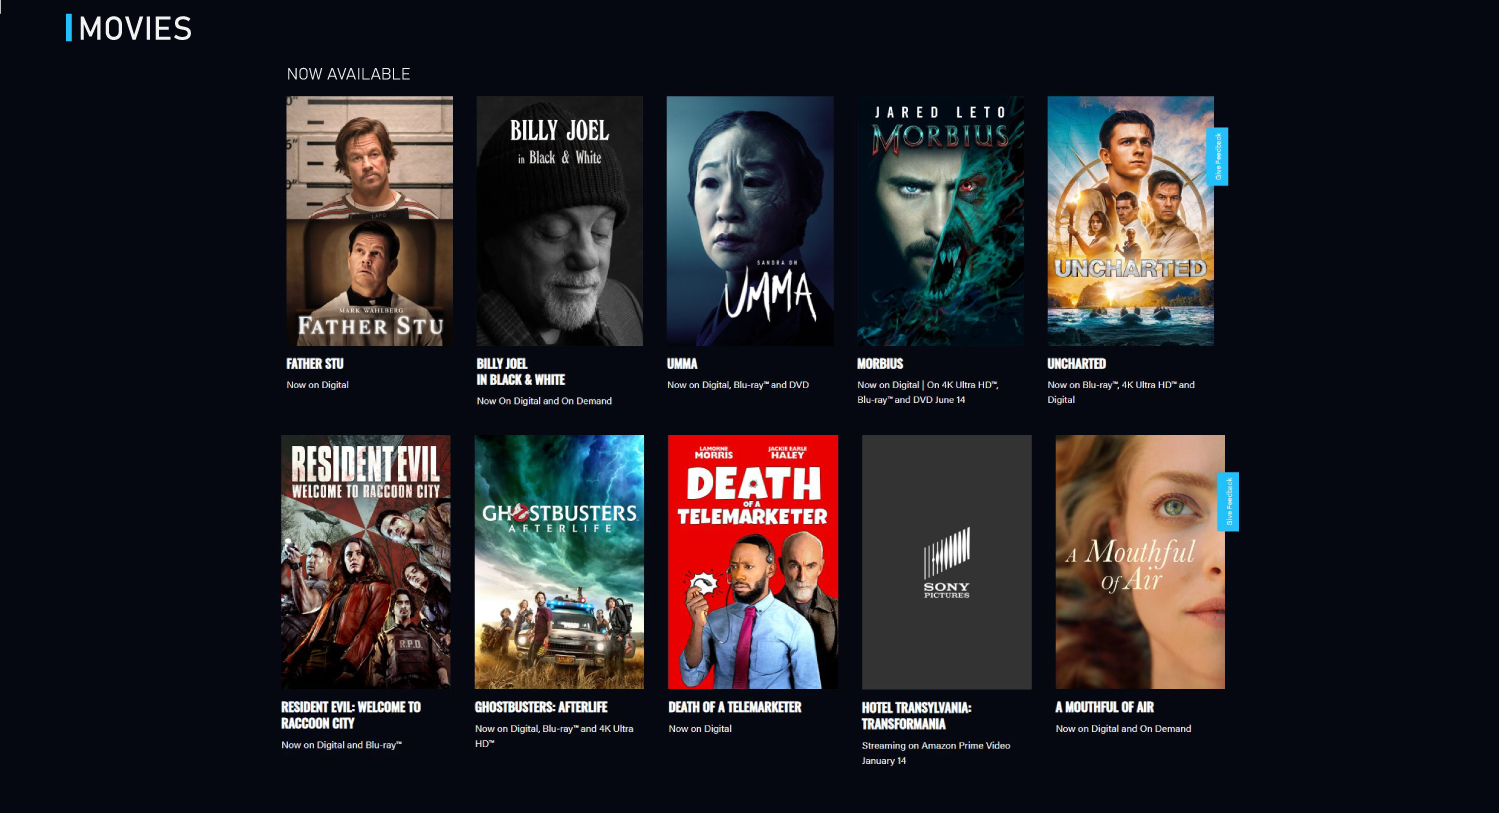 MOVIES
NOW AVAILABLE
MARK WAHLBERG
FATHER STU
BILLY JOEL
in Black & White
SANDRA OH
UMMA
JARED LETO
MORBIUS
UNCHARTED
Give Feedback
FATHER STU
Now on Digital
BILLY JOEL
IN BLACK & WHITE
Now On Digital and On Demand
UMMA
Now on Digital, Blu-ray™ and DVD
MORBIUS
Now on Digital | On 4K Ultra HD™,
Blu-ray™ and DVD June 14
UNCHARTED
Now on Blu-ray™, 4K Ultra HD™ and
Digital
RESIDENT EVIL
WELCOME TO RACCOON CITY
R.P.D.
GHOSTBUSTERS
AFTERLIFE
LAMORNE
MORRIS
JACKIE EARLE
HALEY
DEATH
OF A
TELEMARKETER
SONY
PICTURES
A Mouthful
Of Air
Give Feedback
RESIDENT EVIL: WELCOME TO
RACCOON CITY
Now on Digital and Blu-ray™
GHOSTBUSTERS: AFTERLIFE
Now on Digital, Blu-ray™ and 4K Ultra
HD™
DEATH OF A TELEMARKETER
Now on Digital
HOTEL TRANSYLVANIA:
TRANSFORMANIA
Streaming on Amazon Prime Video
January 14
A MOUTHFUL OF AIR
Now on Digital and On Demand